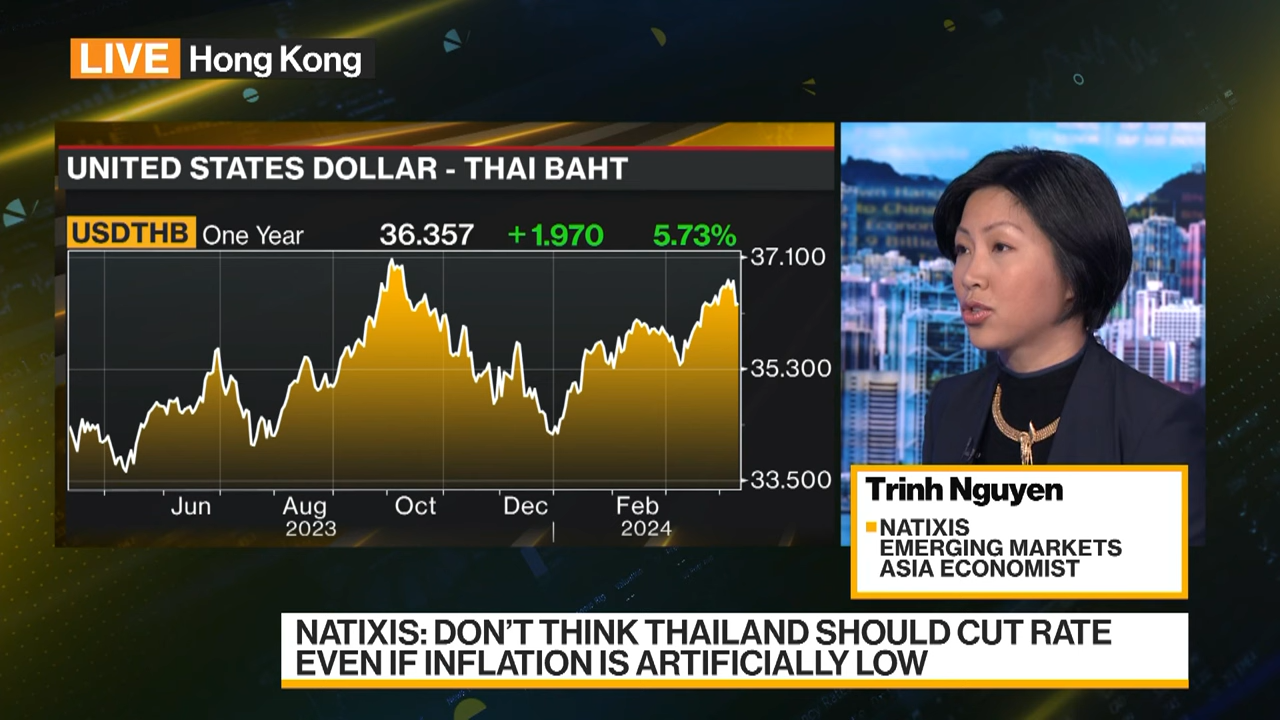 LIVE Hong Kong
UNITED STATES DOLLAR - THAI BAHT
USDTHB One Year 36.357 +1.970 5.73%
37.100
35.300
33.500
Jun Aug Oct Dec Feb
2023 2024
Trinh Nguyen
NATIXIS
EMERGING MARKETS
ASIA ECONOMIST
NATIXIS: DON'T THINK THAILAND SHOULD CUT RATE
EVEN IF INFLATION IS ARTIFICIALLY LOW